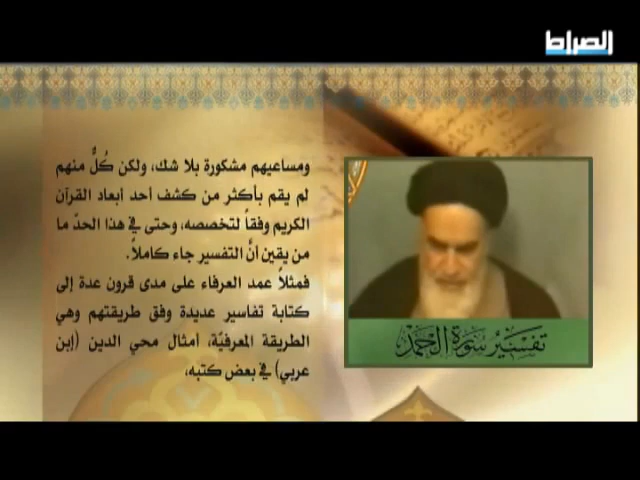 الصراط
ومساعيهم مشكورة بلا شك، ولكن كُلٌّ منهم
لم يقم بأكثر من كشف أحد أبعاد القرآن
الكريم وفقاً لتخصصه، وحتى في هذا الحدّ ما
من يقين أنَّ التفسير جاء كاملاً.
فمثلاً عمد العرفاء على مدى قرون عدة إلى
كتابة تفاسير عديدة وفق طريقتهم وهي
الطريقة المعرفيّة، أمثال محي الدين (إبن
عربي) في بعض كتبه،
تفسير سورة الحمد